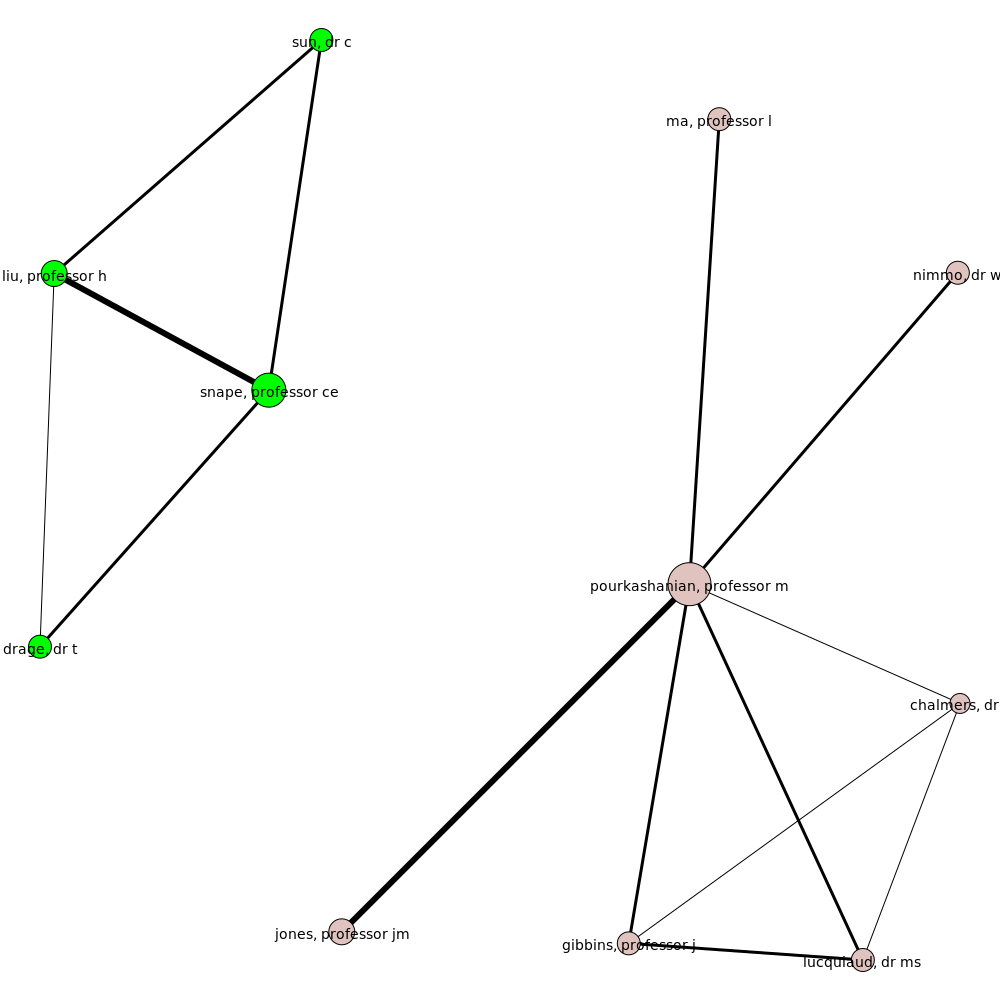 sun, dr c
ma, professor l
liu, professor h
nimmo, dr w
snape, professor ce
pourkashanian, professor m
drage, dr t
chalmers, dr
jones, professor jm
gibbins, professor j
lucquiaud, dr ms